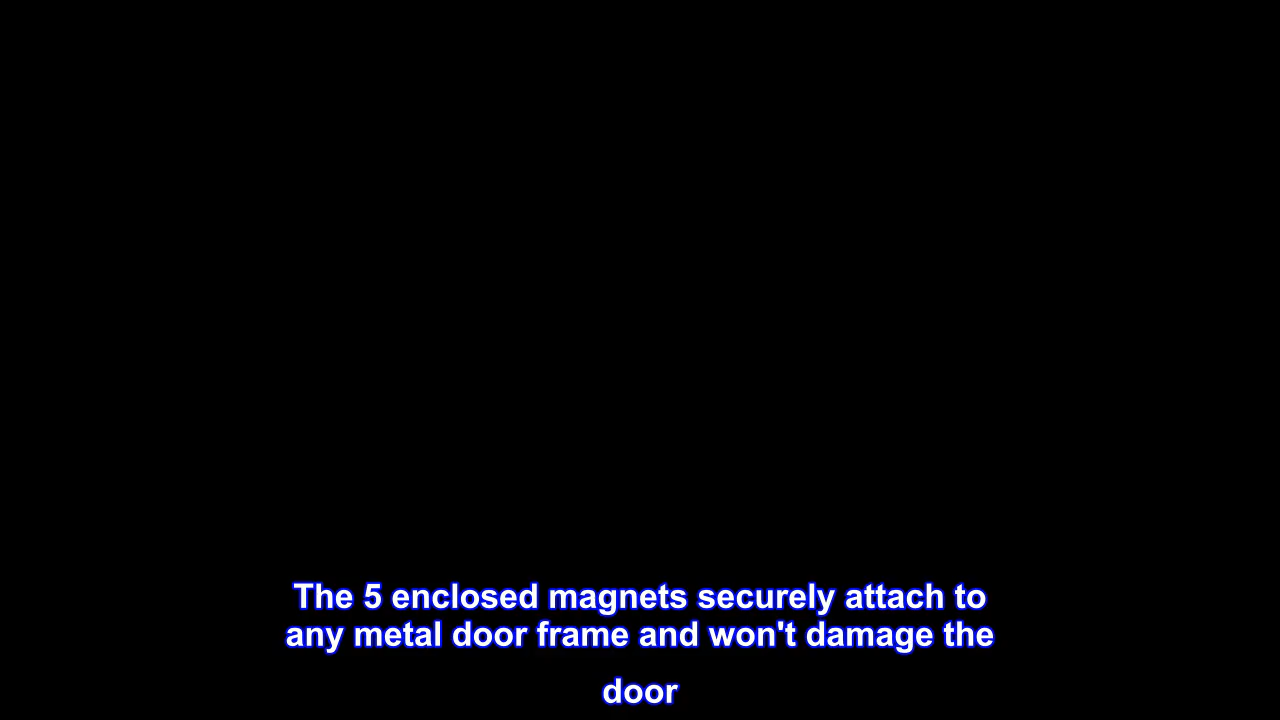 The 5 enclosed magnets securely attach to
any metal door frame and won't damage the
door